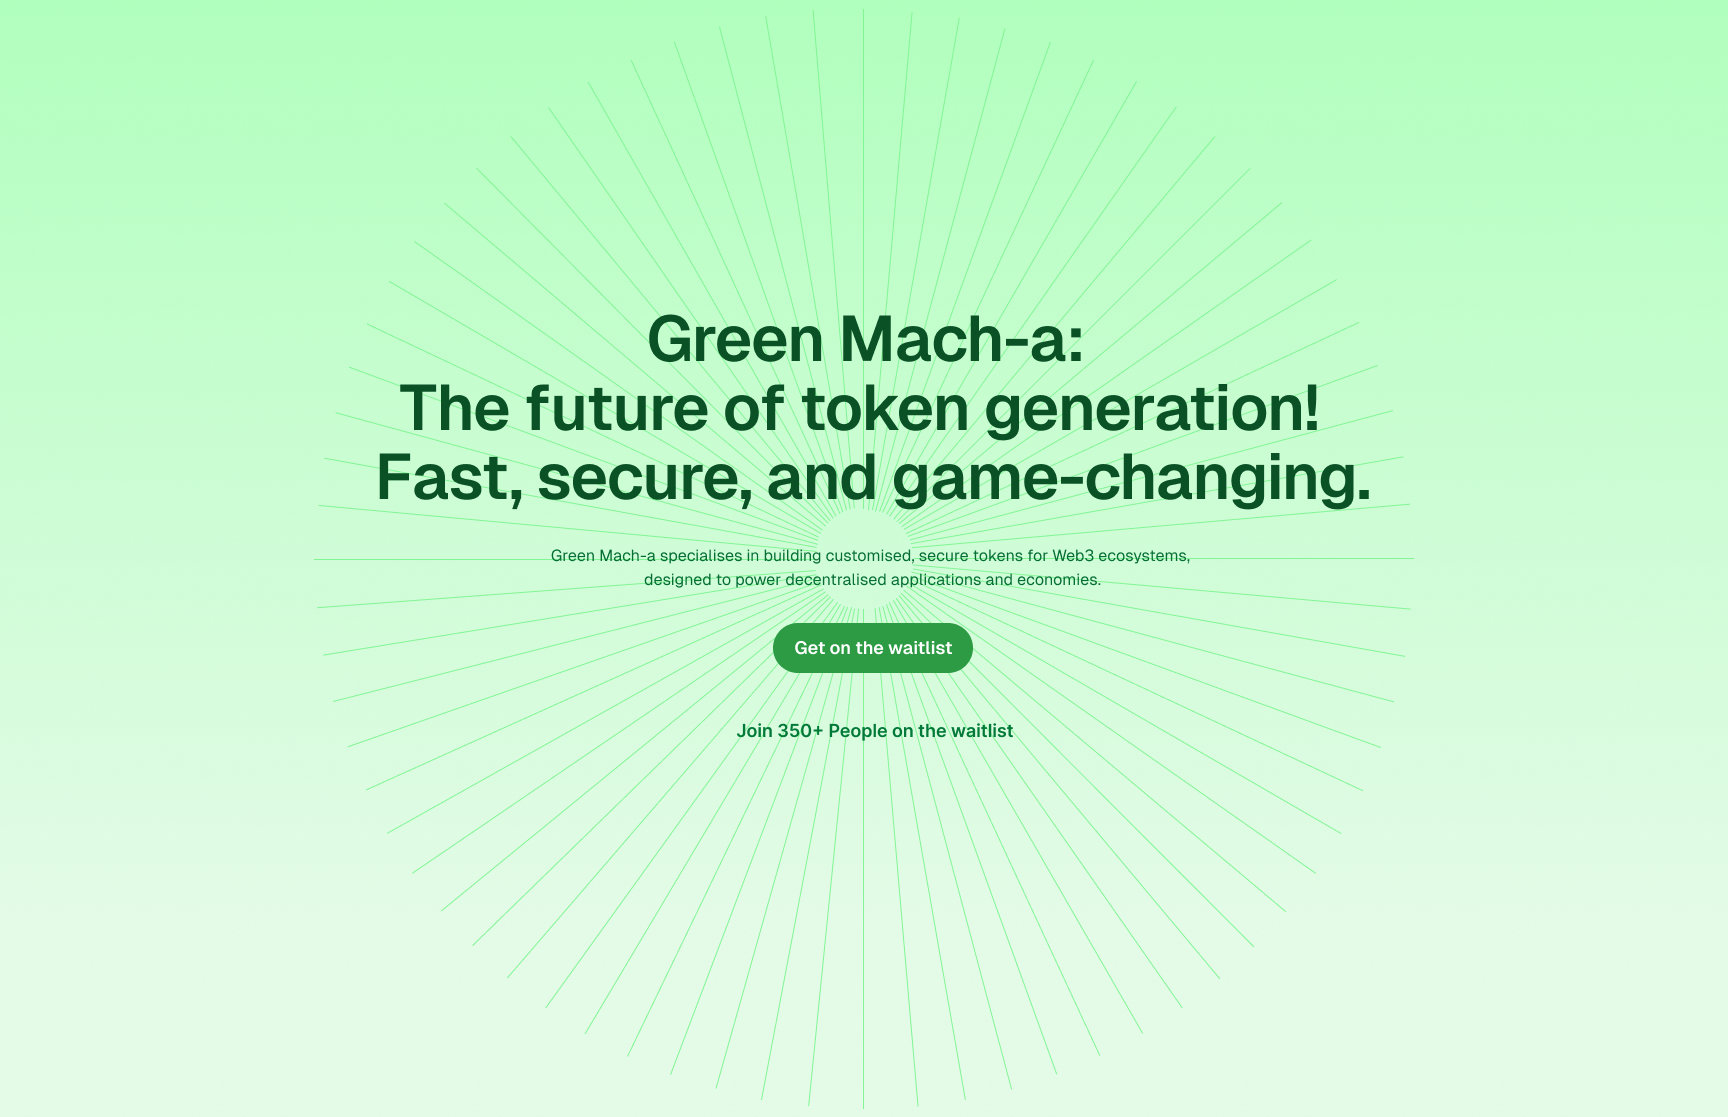 Green Mach-a:
The future of token generation!
Fast, secure, and game-changing.
Green Mach-a specialises in building customised, secure tokens for Web3 ecosystems,
designed to power decentralised applications and economies.
Get on the waitlist
Join 350+ People on the waitlist